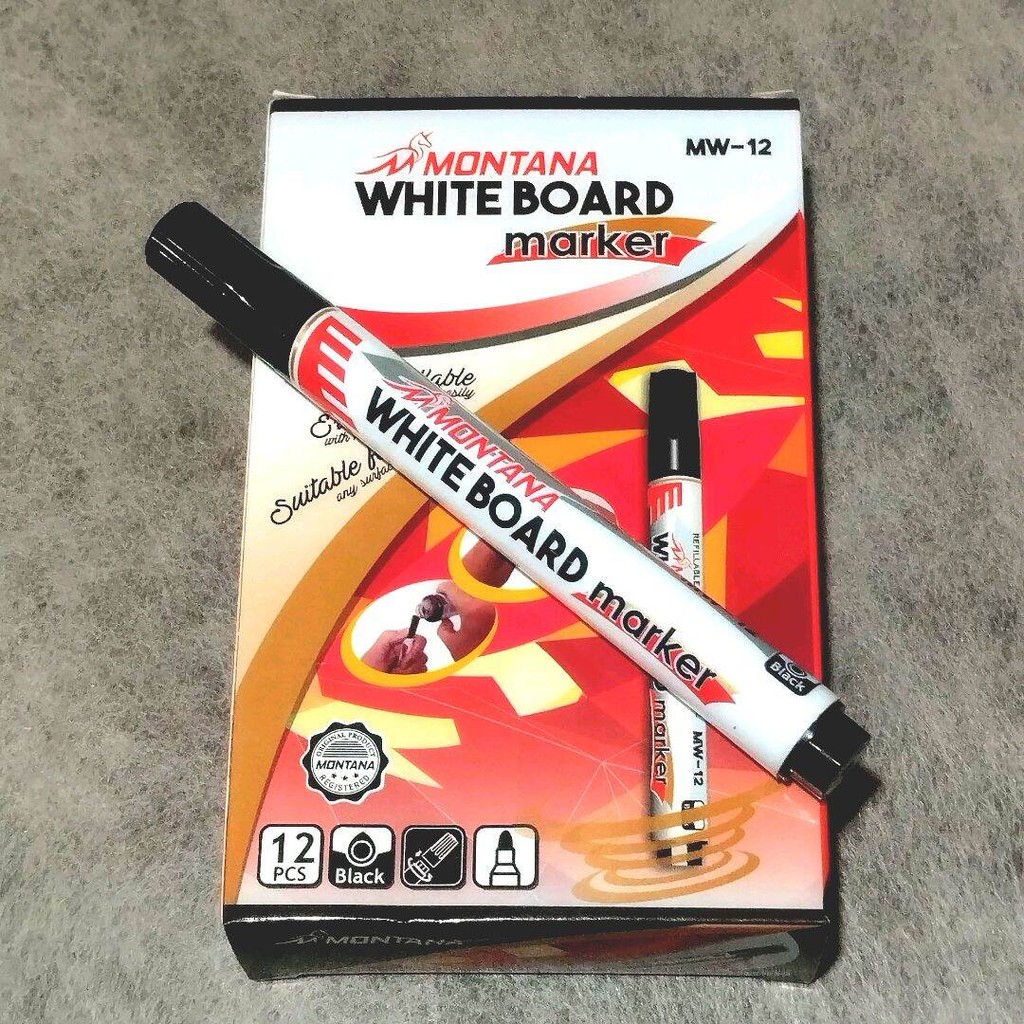 MONTANA
MW-12
WHITE BOARD
marker
MONTANA
WHITE BOARD
marker
Black
Suitable
any
REFILLABLE
MW-12
marker
ORIGINAL PRODUCT
MONTANA
REGISTERED
12
PCS
Black
MONTANA